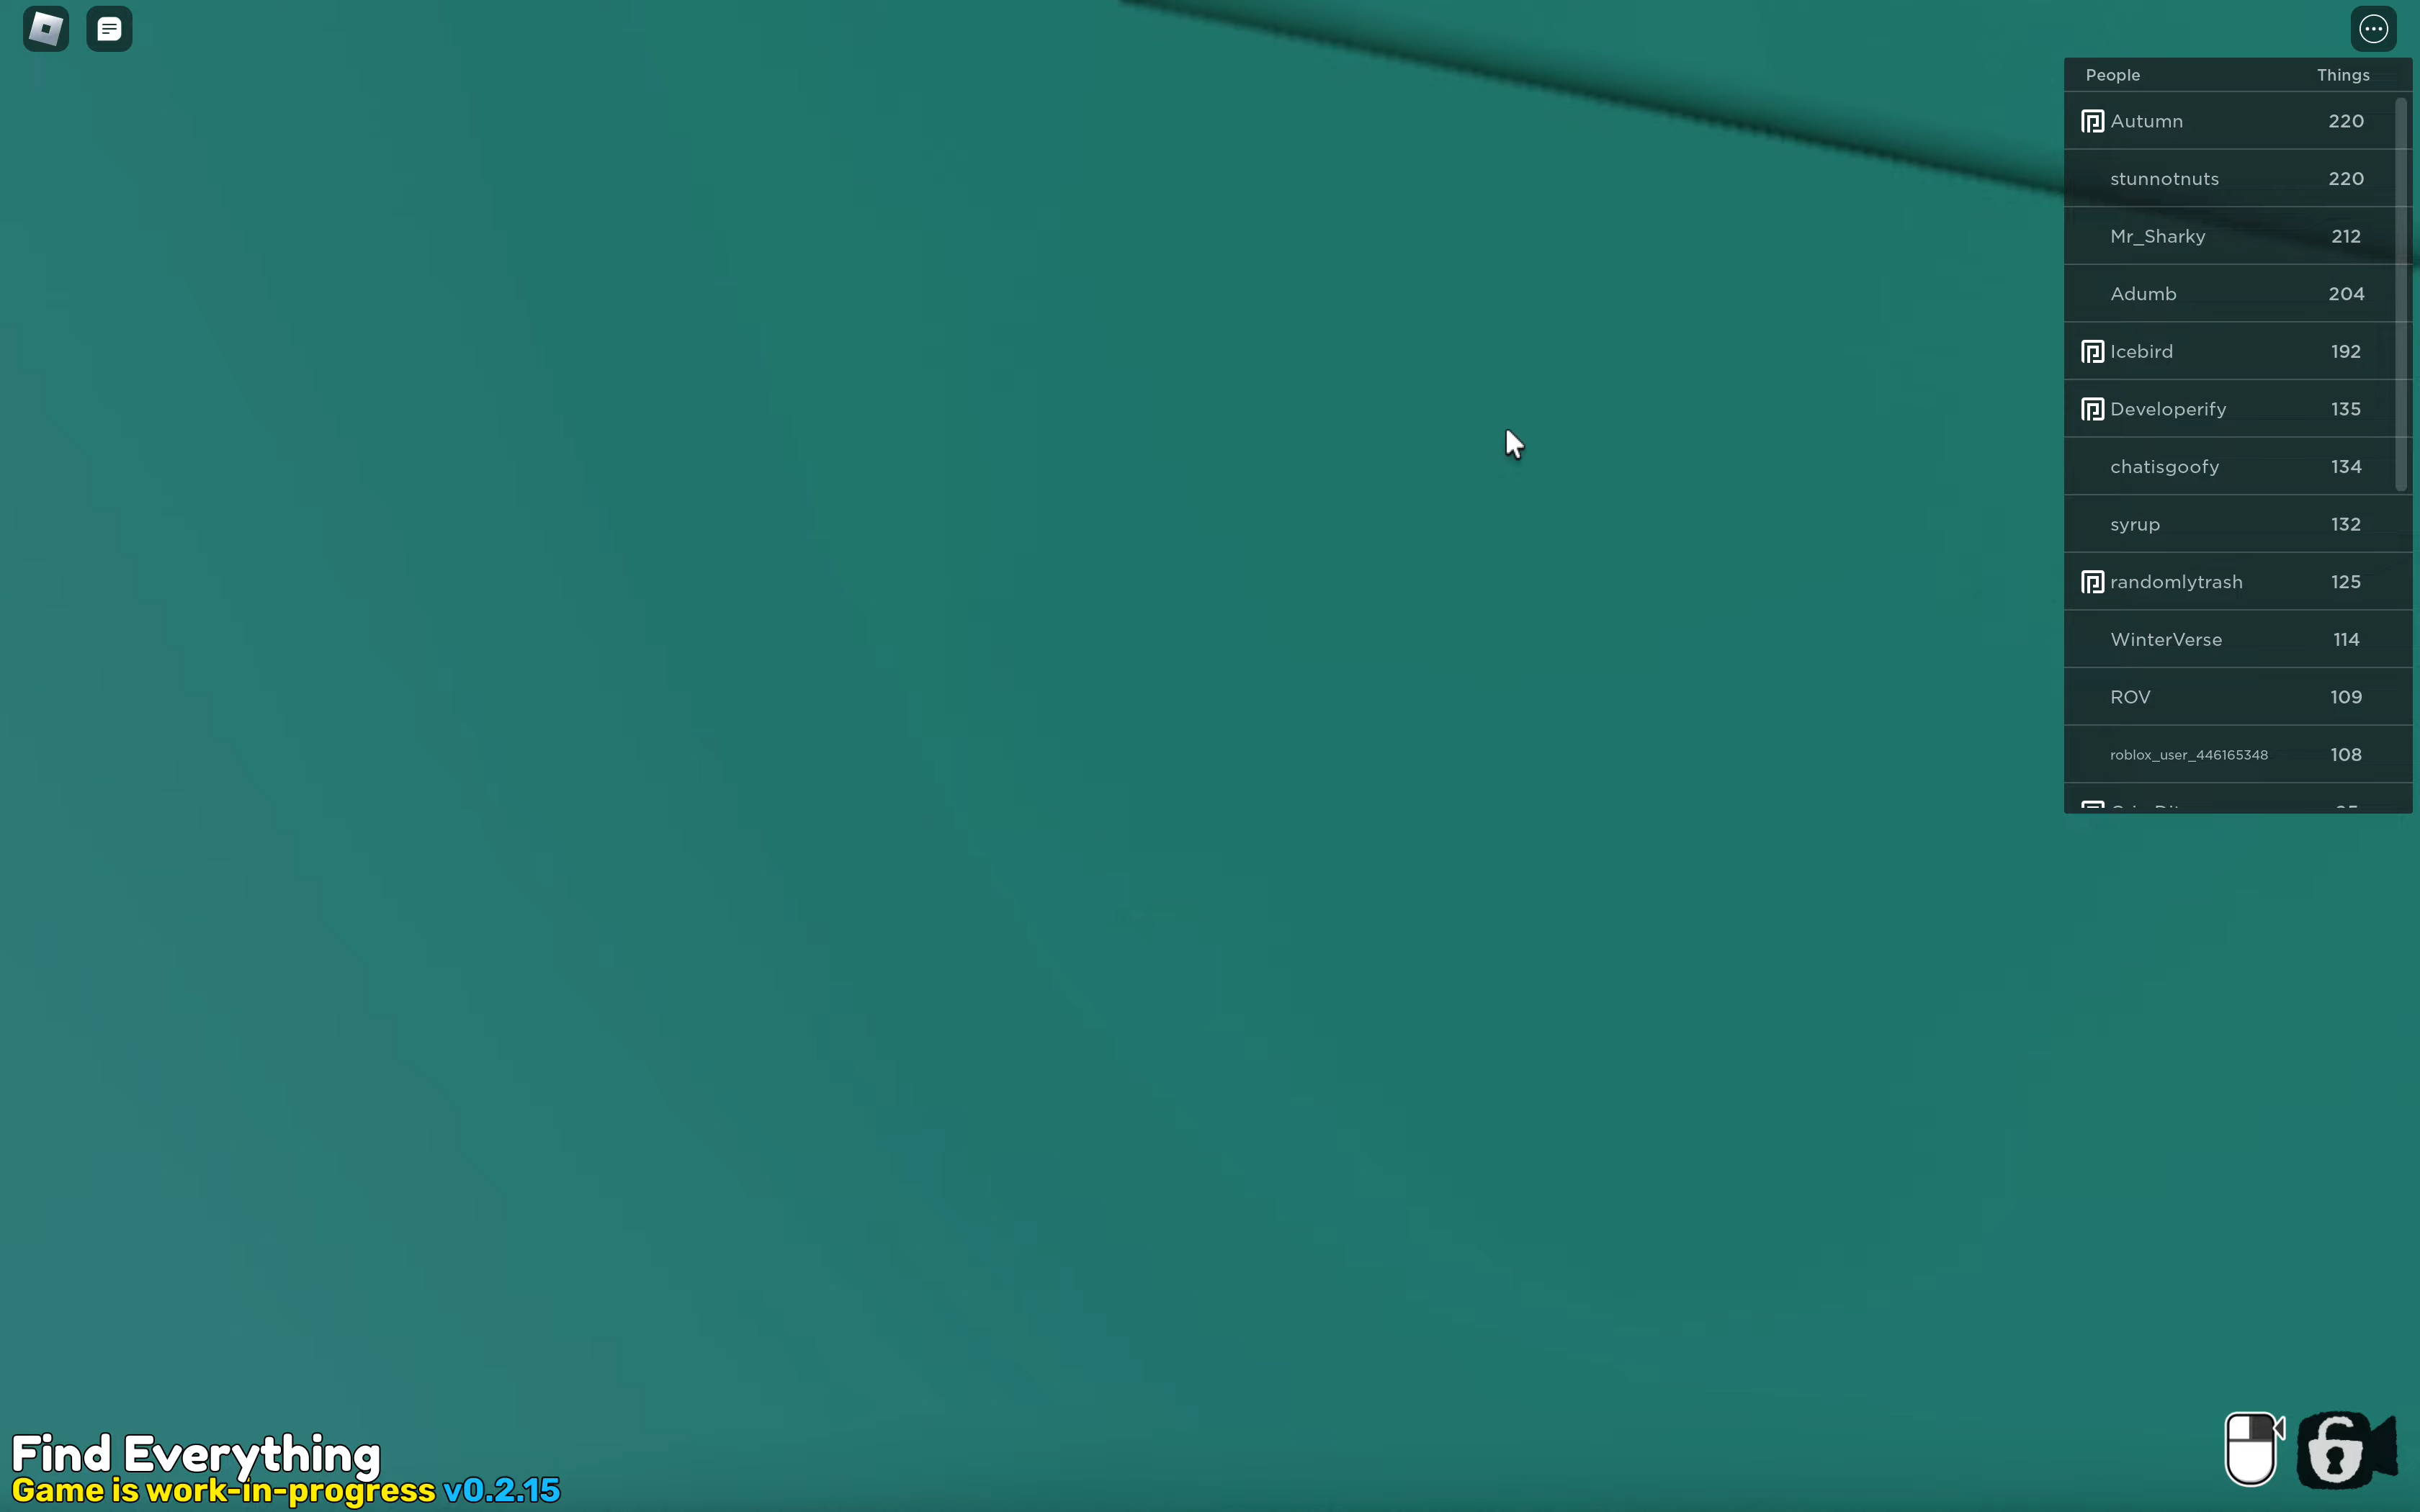 People Things
Autumn 220
stunnotnuts 220
Mr_Sharky 212
Adumb 204
Icebird 192
Developerify 135
chatisgoofy 134
syrup 132
randomlytrash 125
WinterVerse 114
ROV 109
roblox_user_446165348 108
Find Everything
Game is work-in-progress v0.2.15